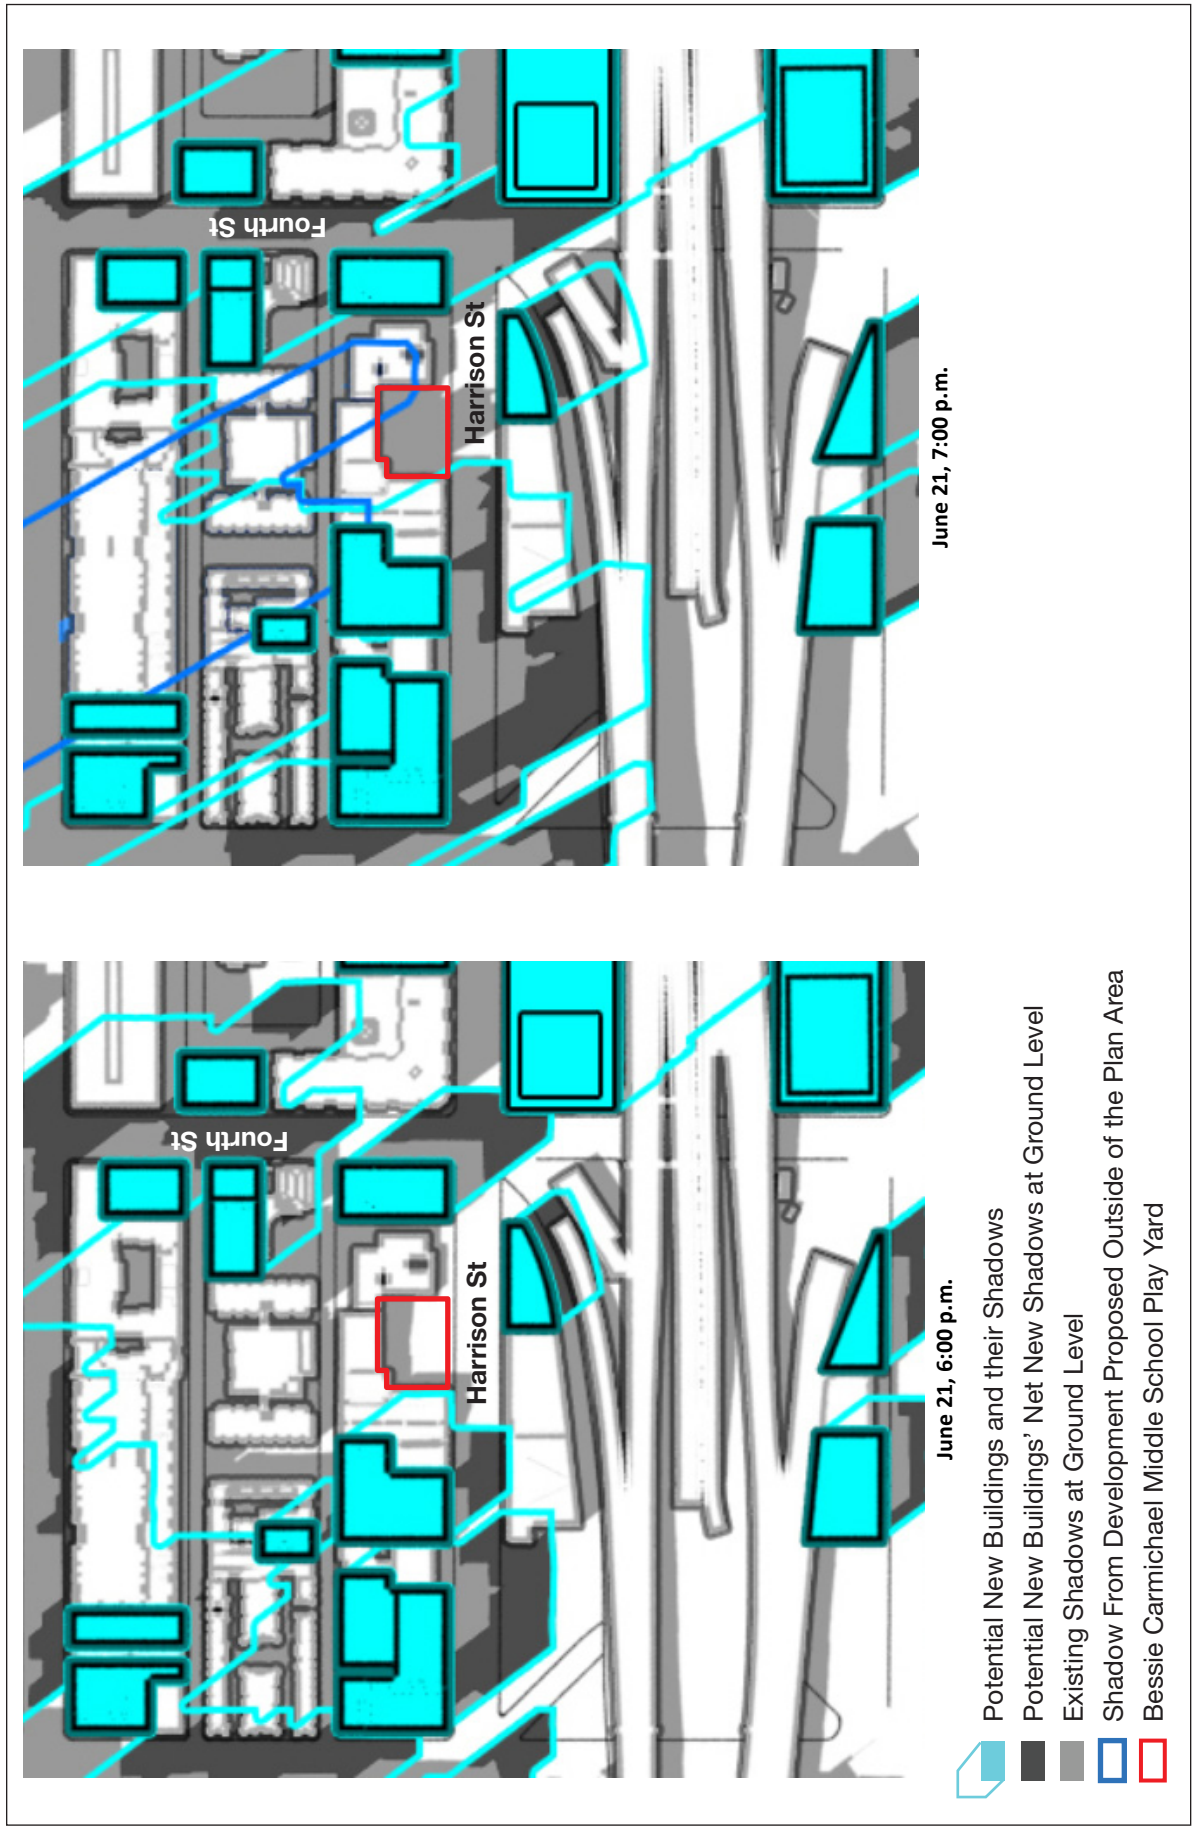 Fourth St
Harrison St
June 21, 6:00 p.m.
Fourth St
Harrison St
June 21, 7:00 p.m.
Potential New Buildings and their Shadows
Potential New Buildings’ Net New Shadows at Ground Level
Existing Shadows at Ground Level
Shadow From Development Proposed Outside of the Plan Area
Bessie Carmichael Middle School Play Yard